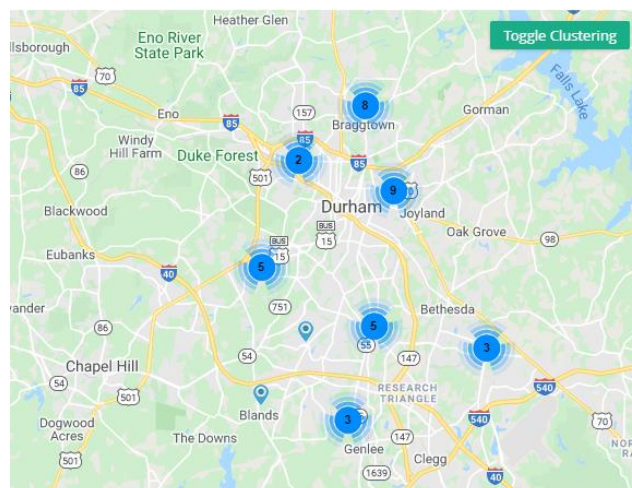 Heather Glen
Toggle Clustering
Eno River
State Park
llsborough
70
85
Falls Lake
8
Eno
157
85
Braggtown
Gorman
Windy
Hill Farm
85
Duke Forest
2
85
86
501
9
Durham
Joyland
Blackwood
BUS
15
Oak Grove
98
Eubanks
BUS
15
5
40
751
Bethesda
ander
86
5
55
3
54
147
Chapel Hill
540
54
501
RESEARCH
TRIANGLE
Blands
3
540
70
Dogwood
Acres
The Downs
147
Genlee
Clegg
501
1639
40